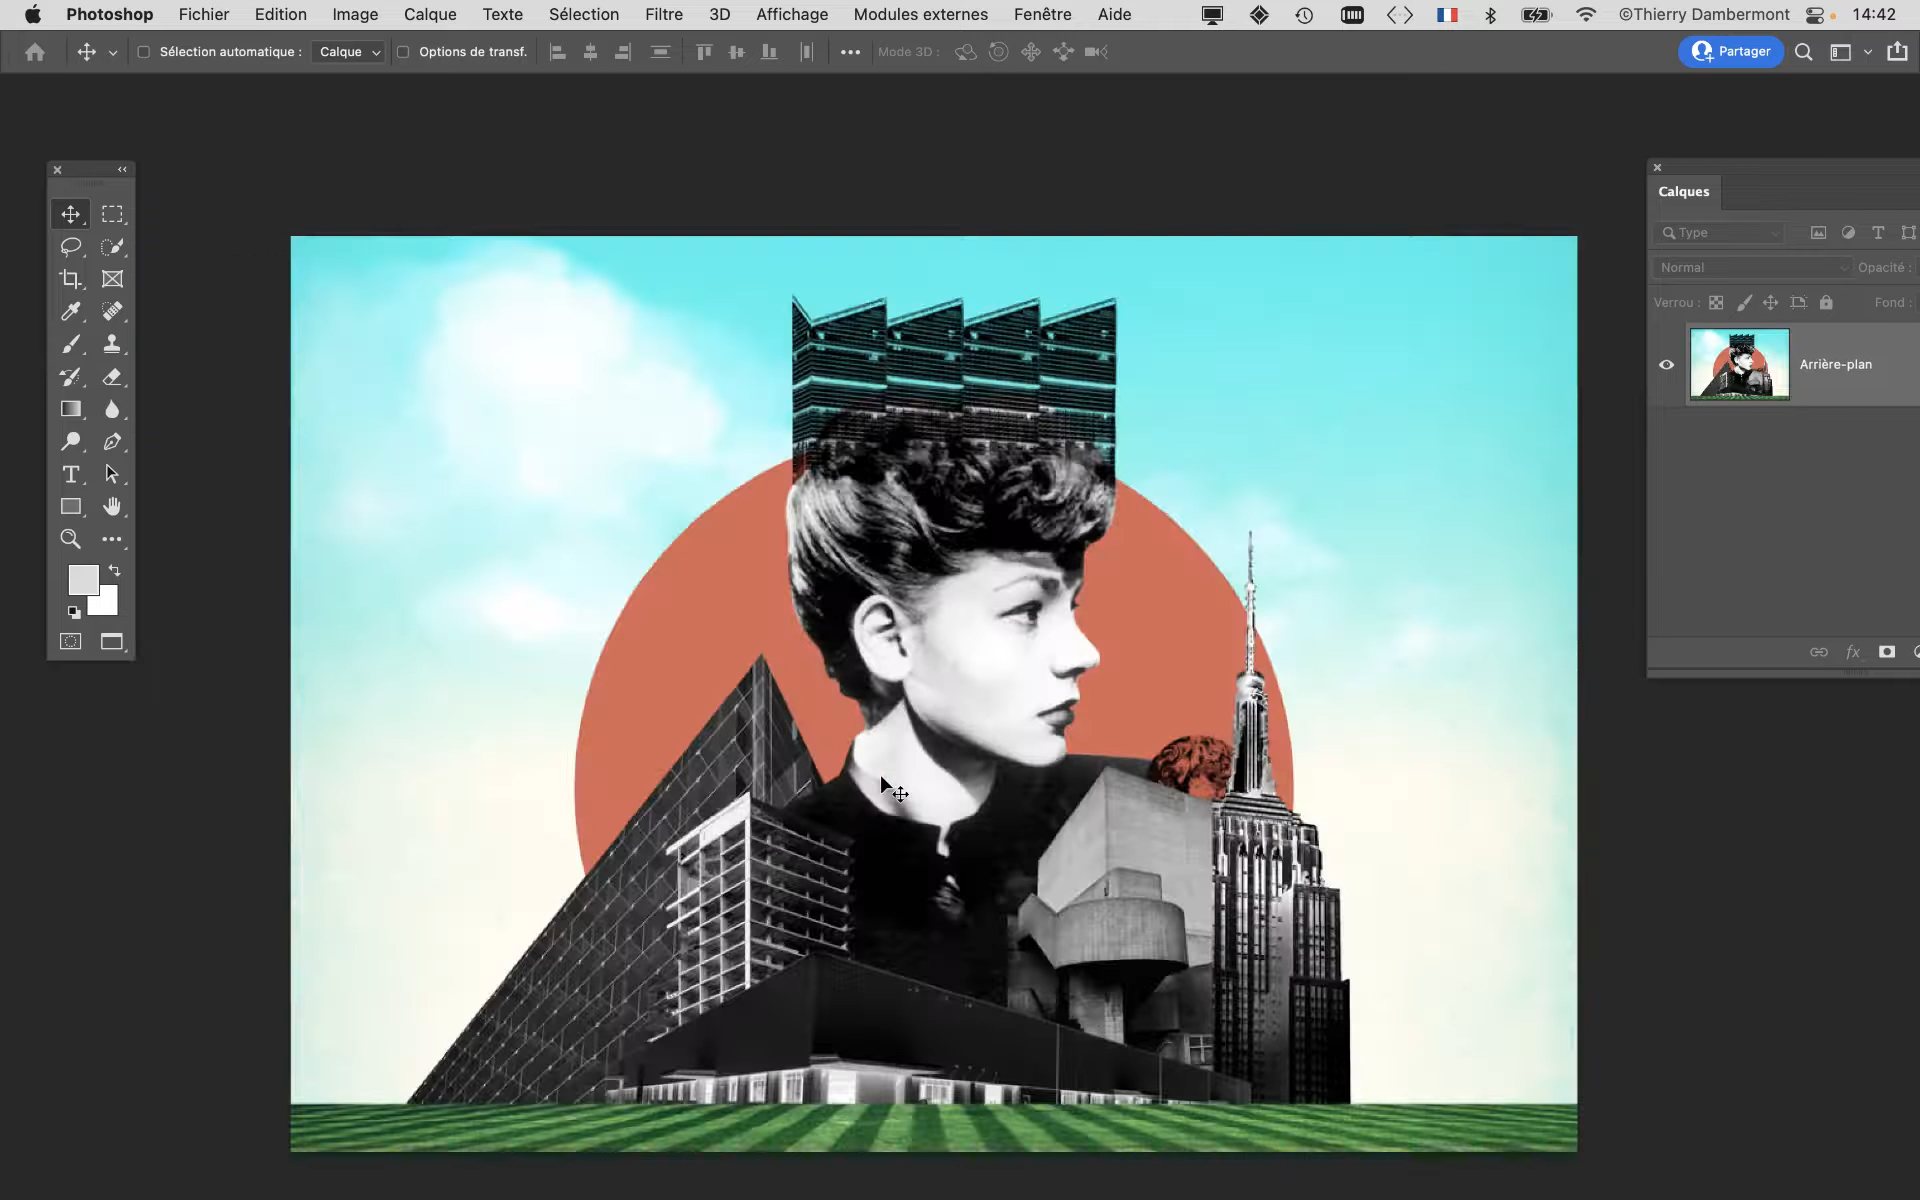 Photoshop Fichier Edition Image Calque Texte Sélection Filtre 3D Affichage Modules externes Fenêtre Aide ©Thierry Dambermont 14:42
Sélection automatique : Calque Options de transf. Mode 3D : Partager
Calques
Type
Normal Opacité :
Verrou : Fond :
Arrière-plan
fx